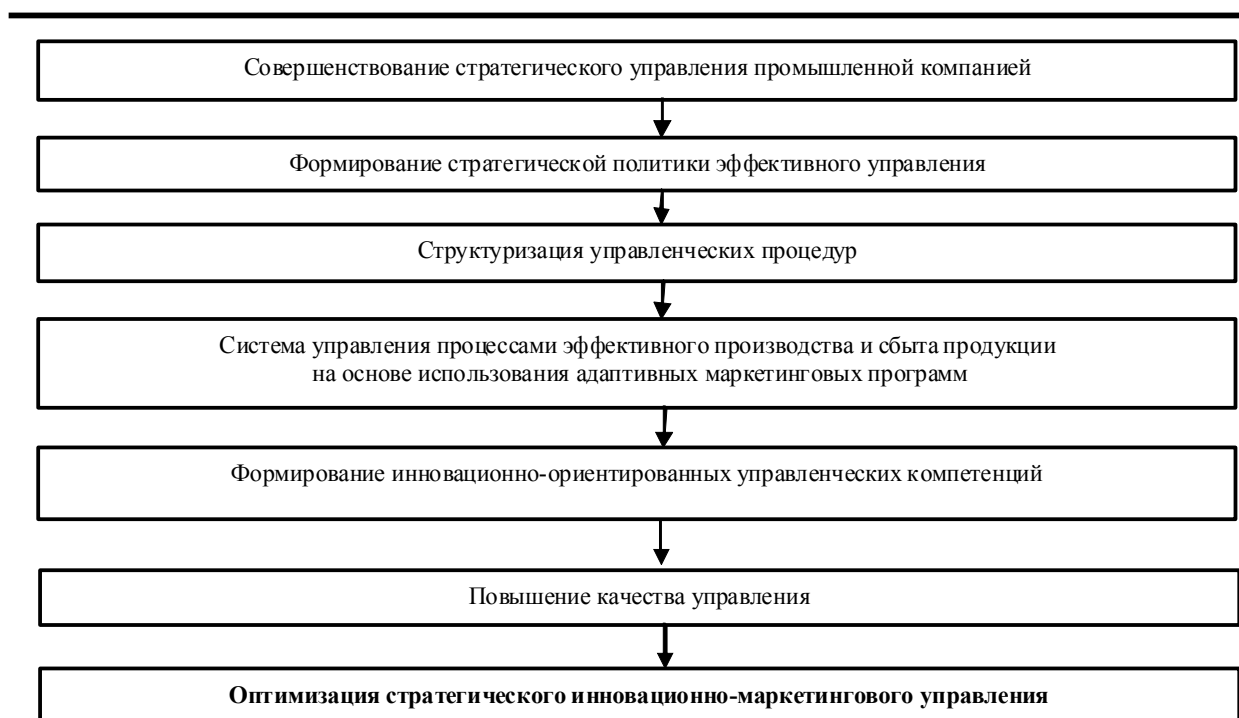 Совершенствование стратегического управления промышленной компанией
Формирование стратегической политики эффективного управления
Структуризация управленческих процедур
Система управления процессами эффективного производства и сбыта продукции
на основе использования адаптивных маркетинговых программ
Формирование инновационно-ориентированных управленческих компетенций
Повышение качества управления
Оптимизация стратегического инновационно-маркетингового управления